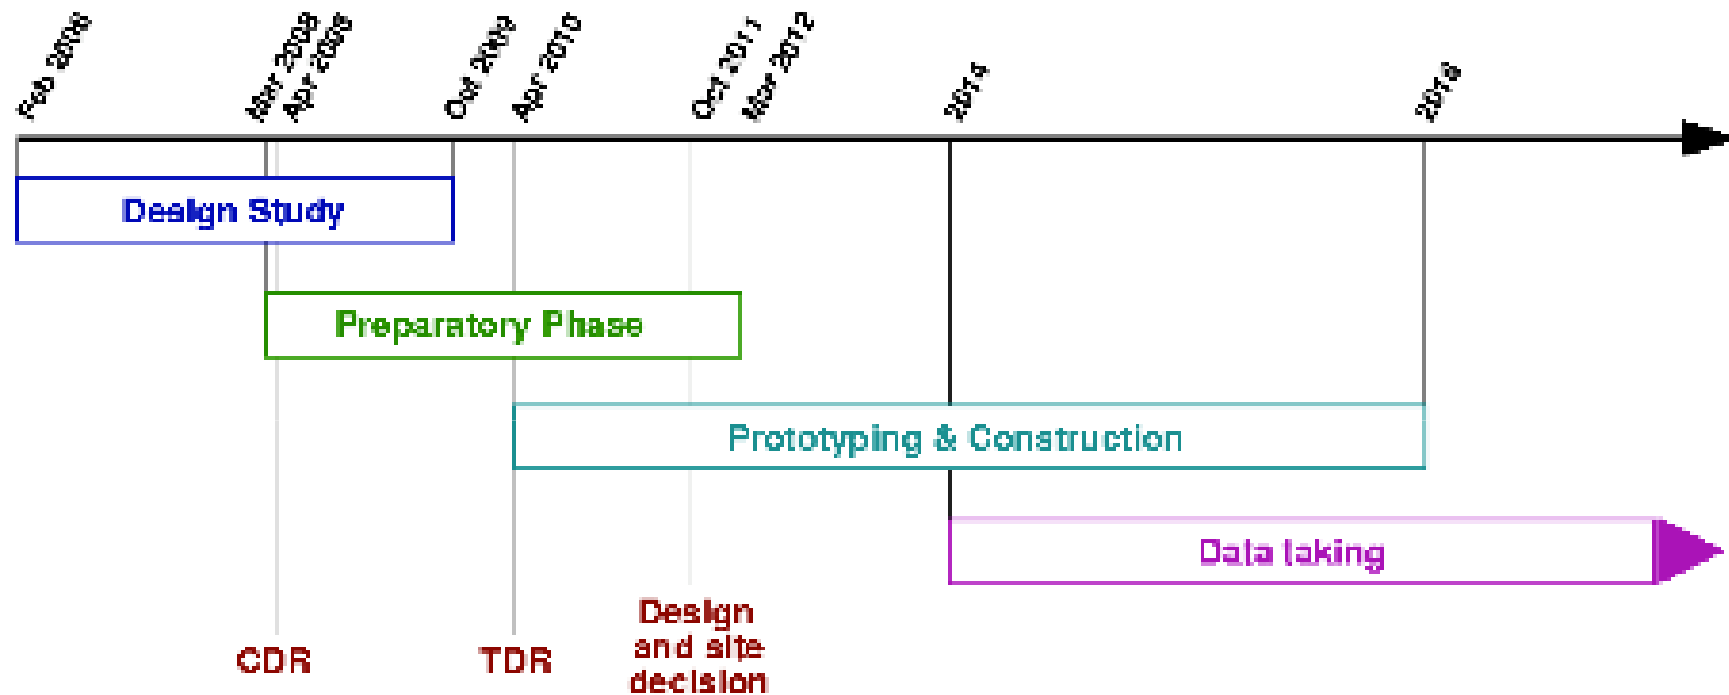 Feb 2006
Mar 2008
Apr 2008
Oct 2009
Apr 2010
Oct 2011
Mar 2012
2014
Design Study
Preparatory Phase
Prototyping & Construction
Data taking
Design
and site
decision
CDR
TDR